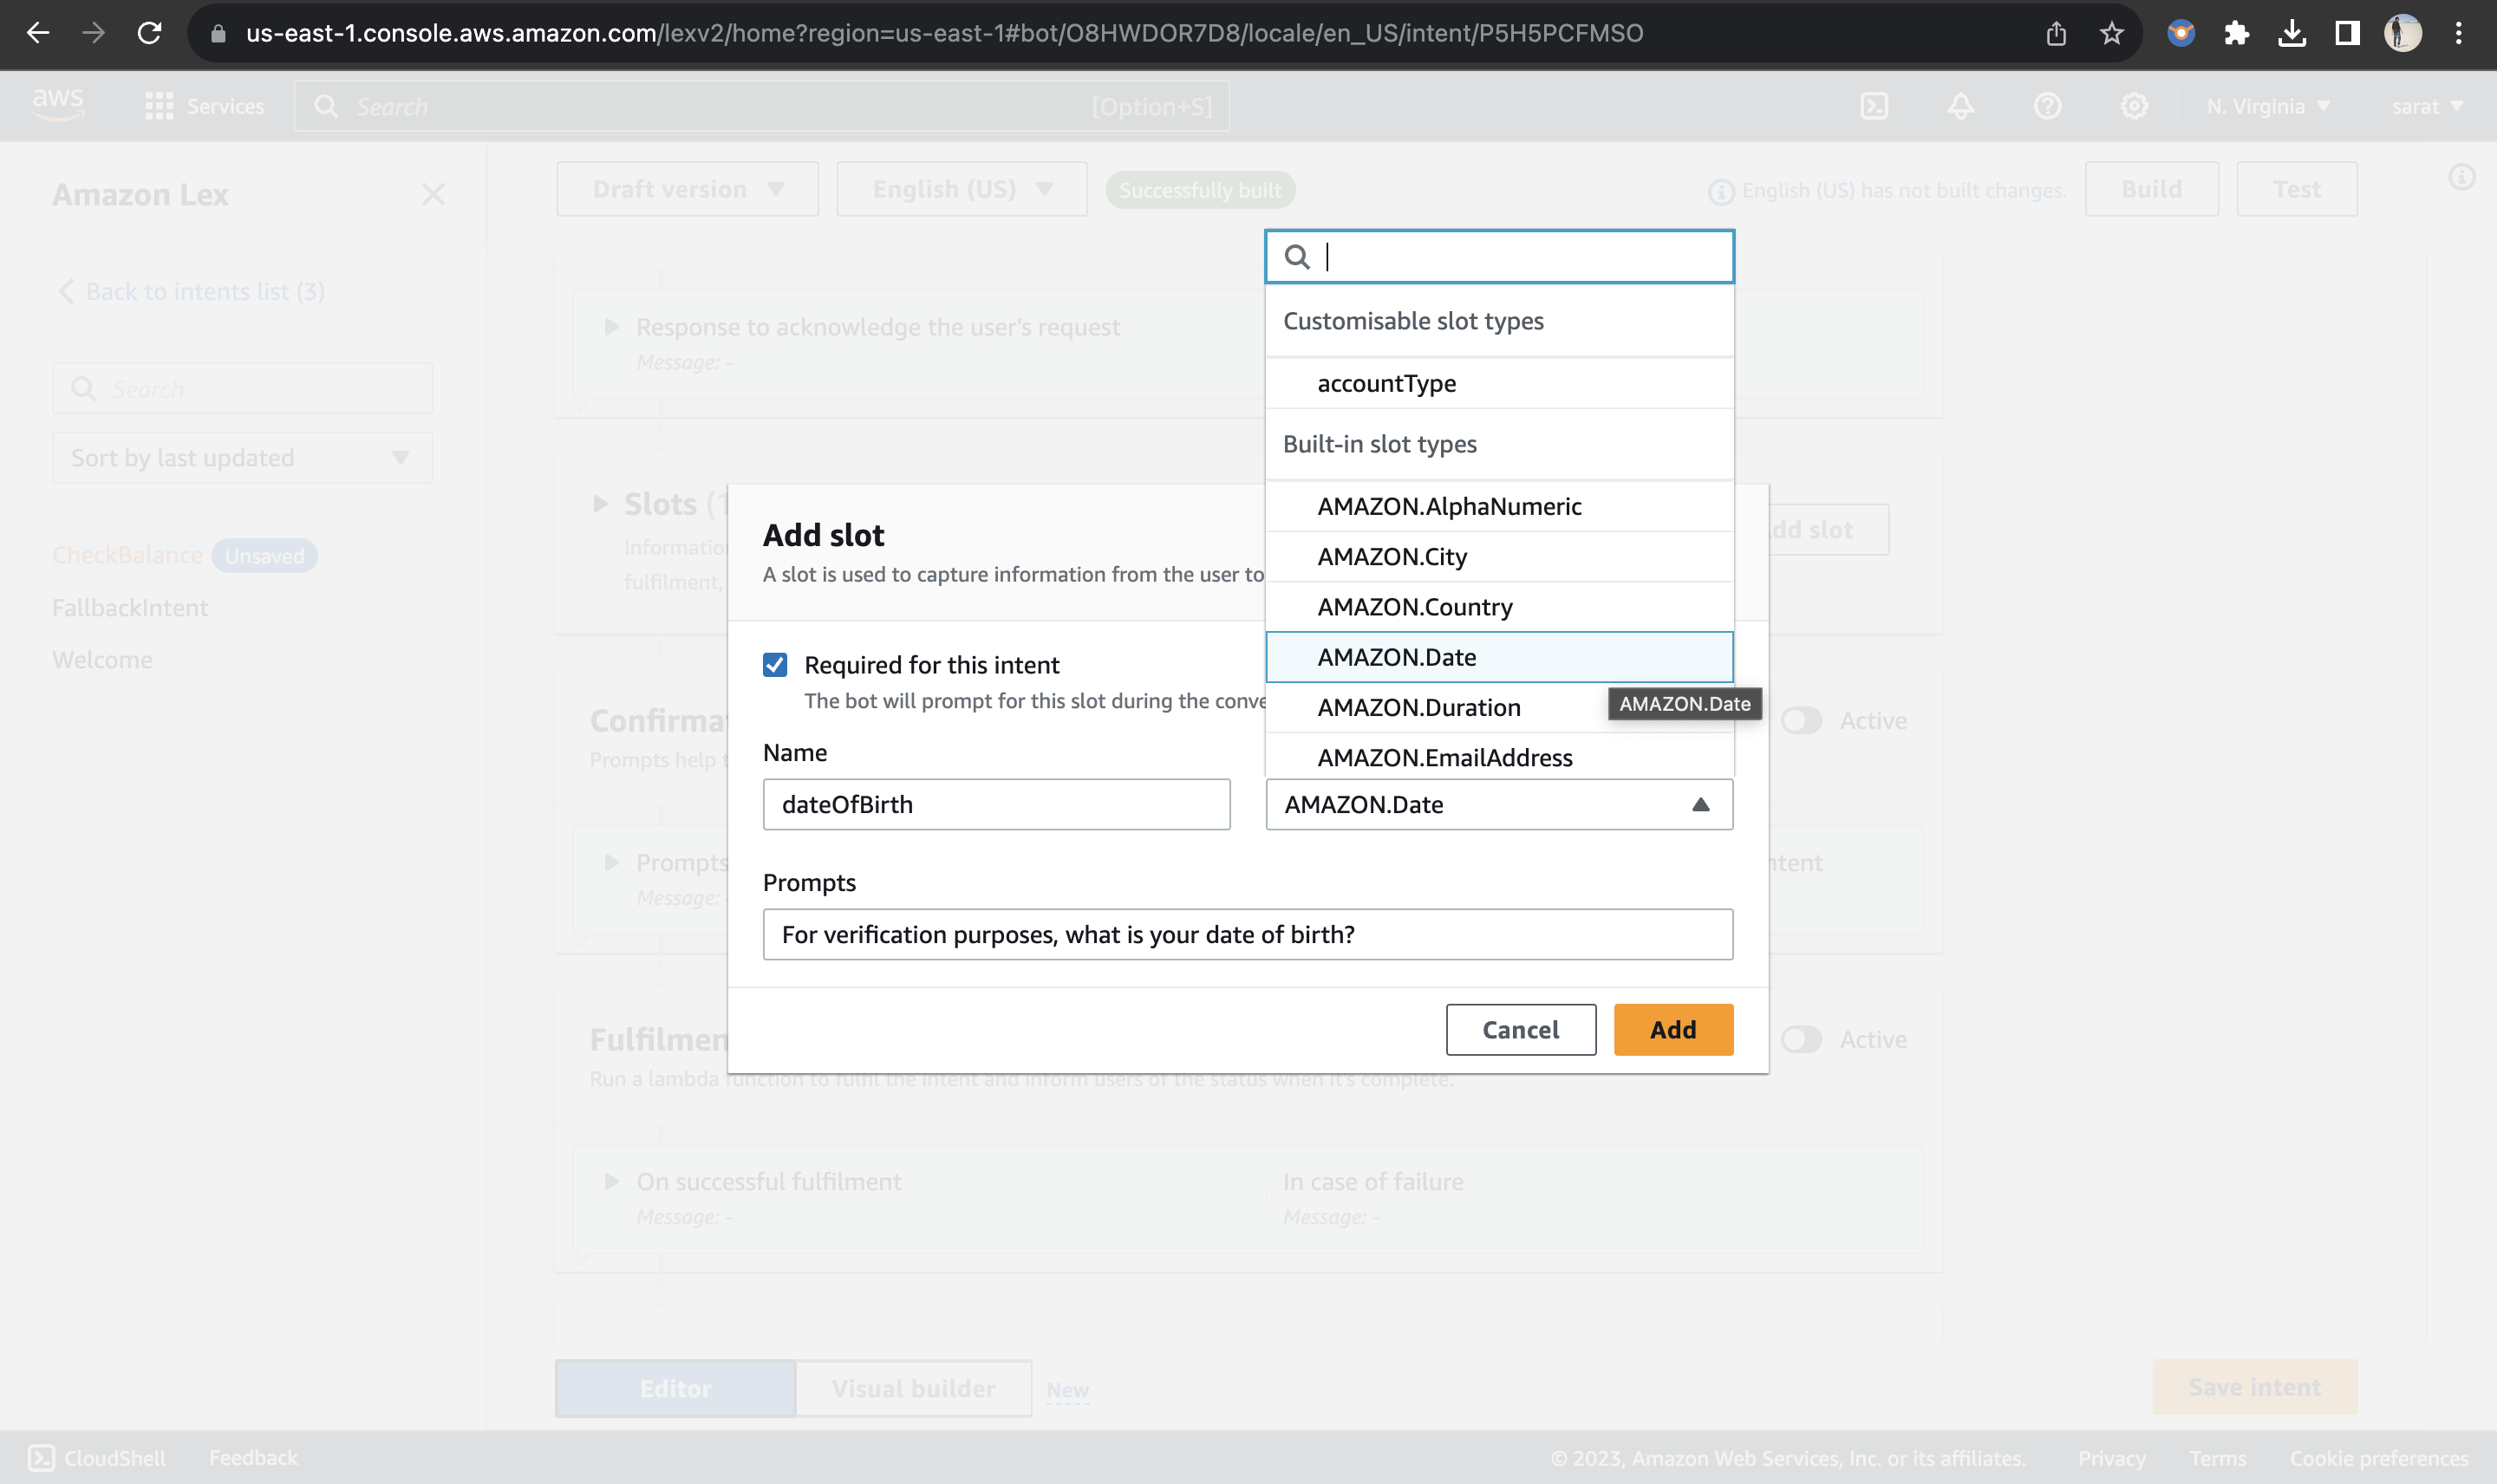 us-east-1.console.aws.amazon.com/lexv2/home?region=us-east-1#bot/O8HWDOR7D8/locale/en_US/intent/P5H5PCFMSO
aws
Services
Search
[Option+S]
N. Virginia
sarat
Amazon Lex
Draft version
English (US)
Successfully built
English (US) has not built changes.
Build
Test
Back to intents list (3)
Search
Sort by last updated
CheckBalance
Unsaved
FallbackIntent
Welcome
Response to acknowledge the user's request
Message: -
Customisable slot types
accountType
Built-in slot types
AMAZON.AlphaNumeric
AMAZON.City
AMAZON.Country
AMAZON.Date
AMAZON.Duration
AMAZON.Date
AMAZON.EmailAddress
Slots (1
fulfilment,
Add slot
A slot is used to capture information from the user to
Required for this intent
The bot will prompt for this slot during the conve
Name
dateOfBirth
AMAZON.Date
Prompts
For verification purposes, what is your date of birth?
Cancel
Add
slot
Active
Prompts help
Prompts
Message:
Active
Run a lambda function to fulfil the intent and inform users of the status when it's complete.
On successful fulfilment
Message: -
In case of failure
Message: -
Editor
Visual builder
New
Save intent
CloudShell
Feedback
© 2023, Amazon Web Services, Inc. or its affiliates.
Privacy
Terms
Cookie preferences